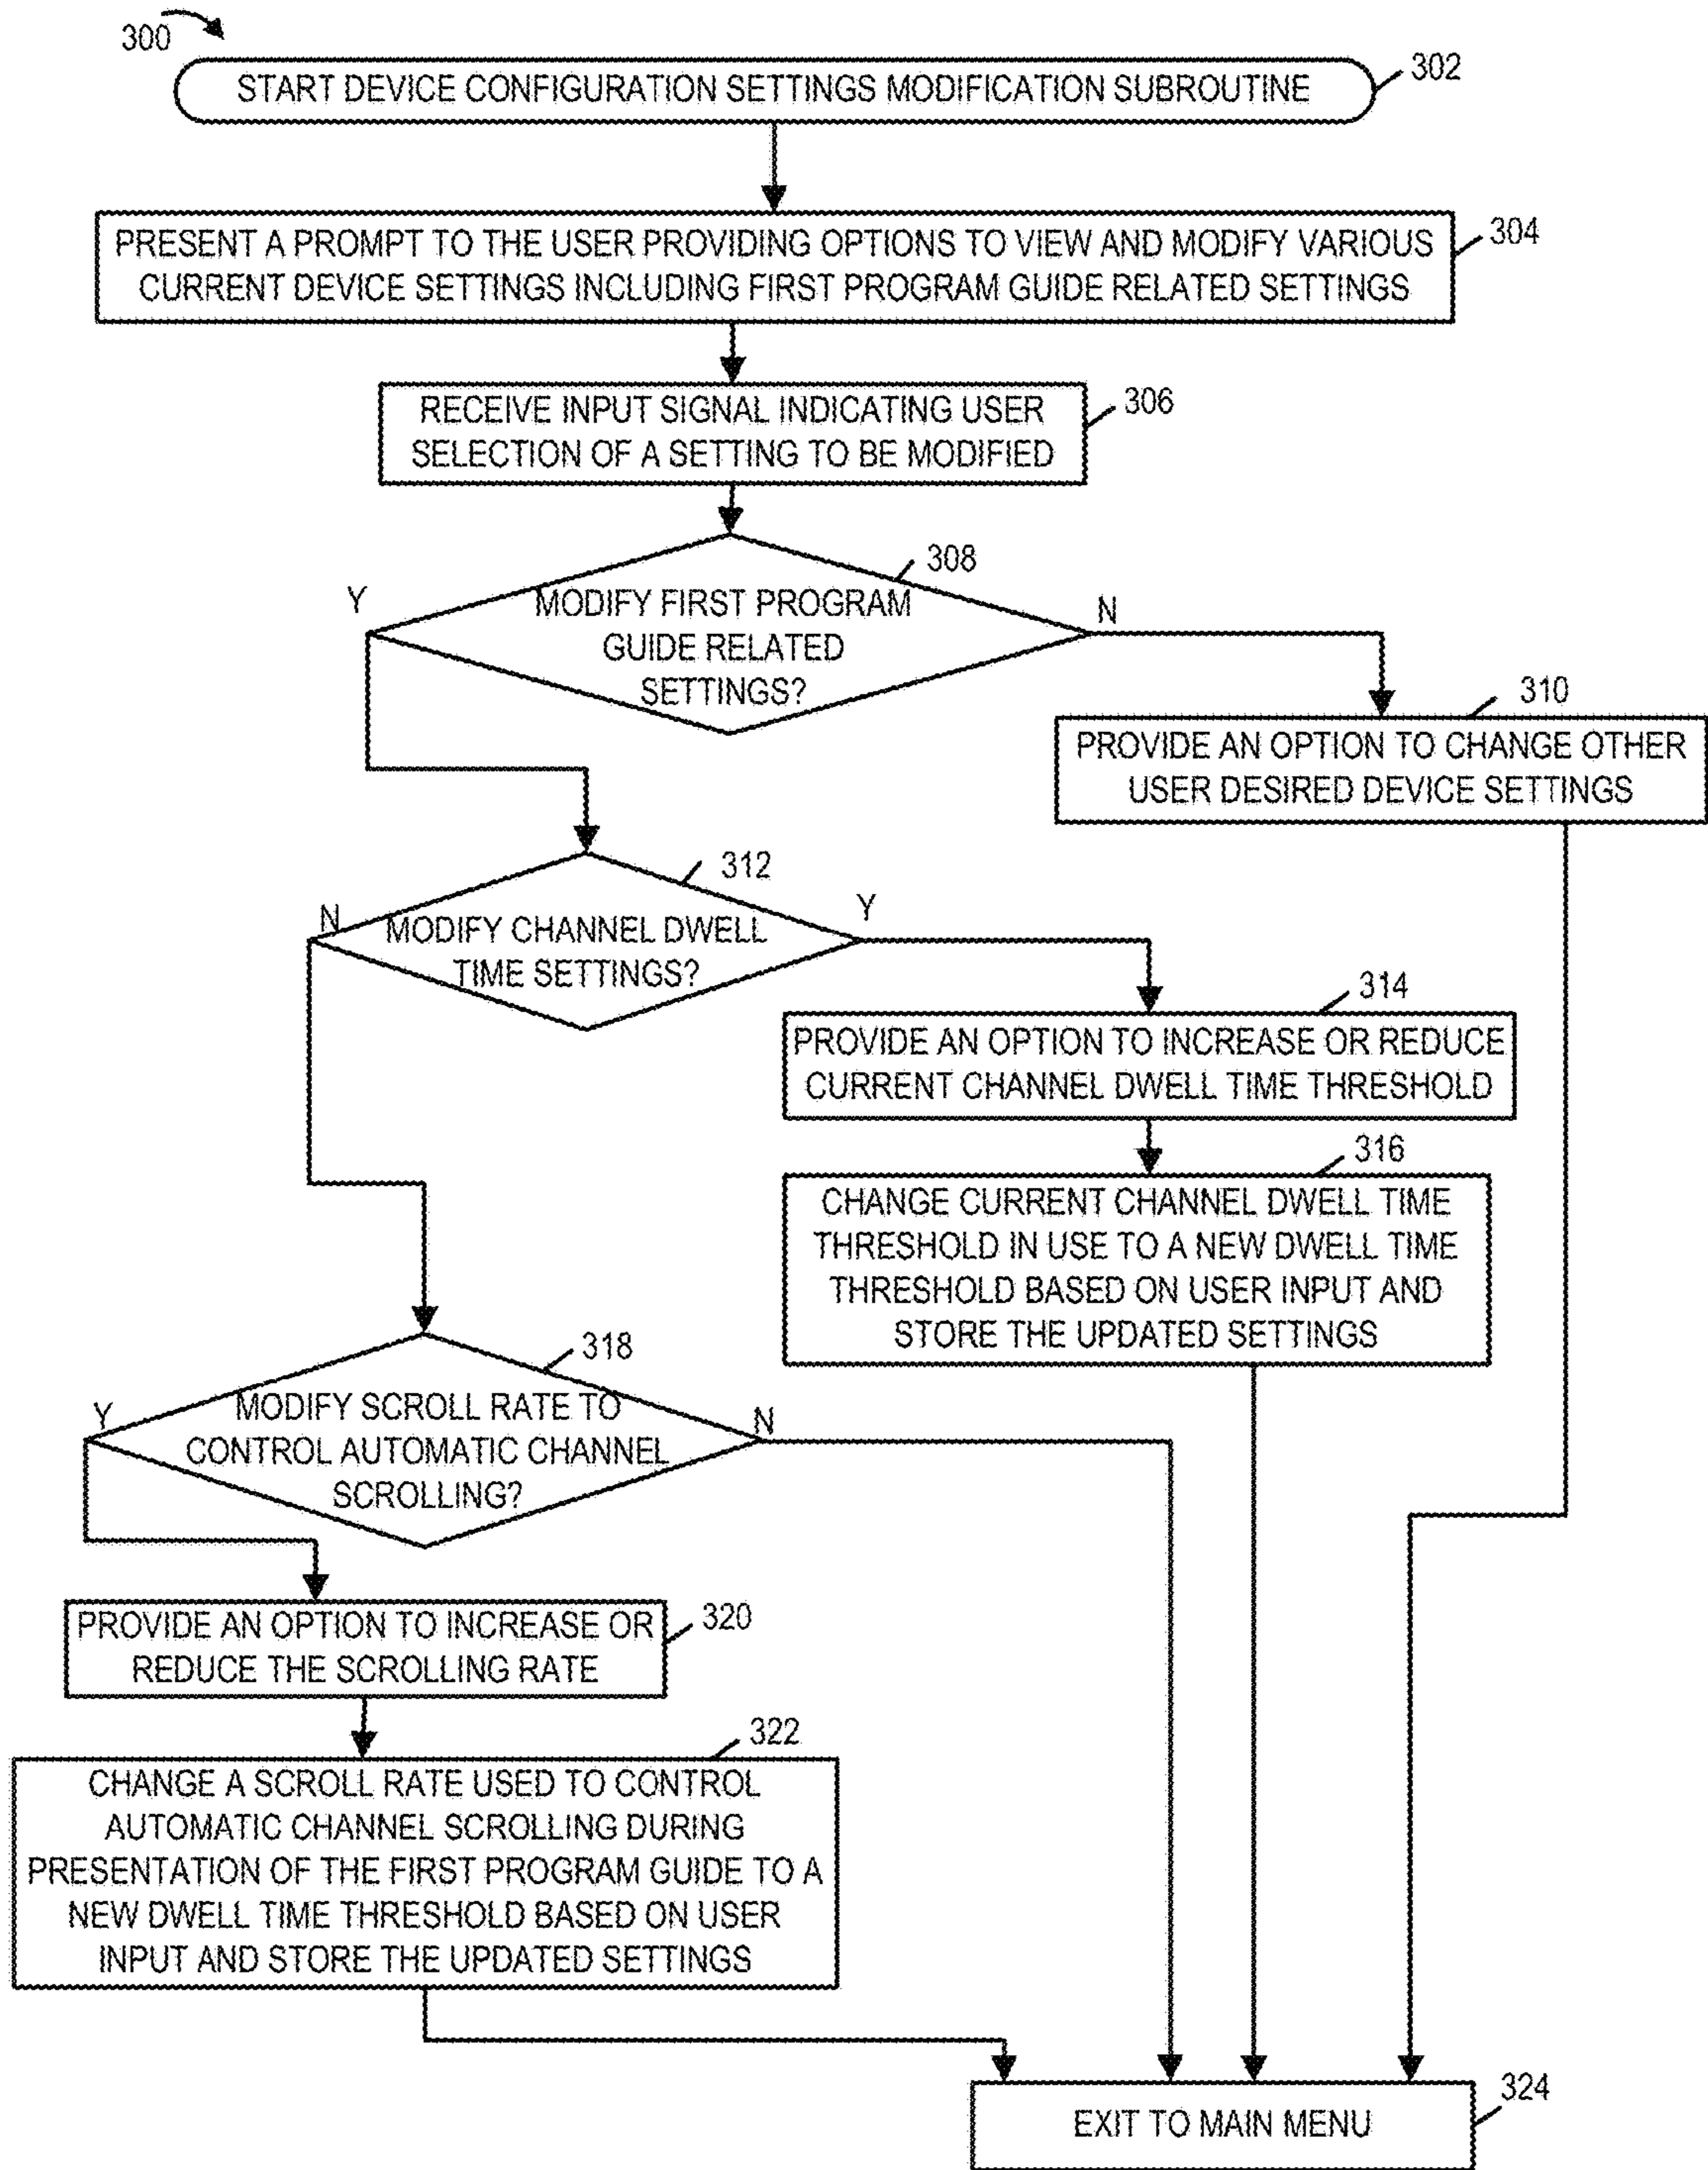 300
START DEVICE CONFIGURATION SETTINGS MODIFICATION SUBROUTINE
302
PRESENT A PROMPT TO THE USER PROVIDING OPTIONS TO VIEW AND MODIFY VARIOUS
CURRENT DEVICE SETTINGS INCLUDING FIRST PROGRAM GUIDE RELATED SETTINGS
304
RECEIVE INPUT SIGNAL INDICATING USER
SELECTION OF A SETTING TO BE MODIFIED
306
308
Y
MODIFY FIRST PROGRAM
GUIDE RELATED
SETTINGS?
N
310
PROVIDE AN OPTION TO CHANGE OTHER
USER DESIRED DEVICE SETTINGS
312
N
MODIFY CHANNEL DWELL
TIME SETTINGS?
Y
314
PROVIDE AN OPTION TO INCREASE OR REDUCE
CURRENT CHANNEL DWELL TIME THRESHOLD
316
CHANGE CURRENT CHANNEL DWELL TIME
THRESHOLD IN USE TO A NEW DWELL TIME
THRESHOLD BASED ON USER INPUT AND
STORE THE UPDATED SETTINGS
318
Y
MODIFY SCROLL RATE TO
CONTROL AUTOMATIC CHANNEL
SCROLLING?
N
PROVIDE AN OPTION TO INCREASE OR
REDUCE THE SCROLLING RATE
320
322
CHANGE A SCROLL RATE USED TO CONTROL
AUTOMATIC CHANNEL SCROLLING DURING
PRESENTATION OF THE FIRST PROGRAM GUIDE TO A
NEW DWELL TIME THRESHOLD BASED ON USER
INPUT AND STORE THE UPDATED SETTINGS
EXIT TO MAIN MENU
324